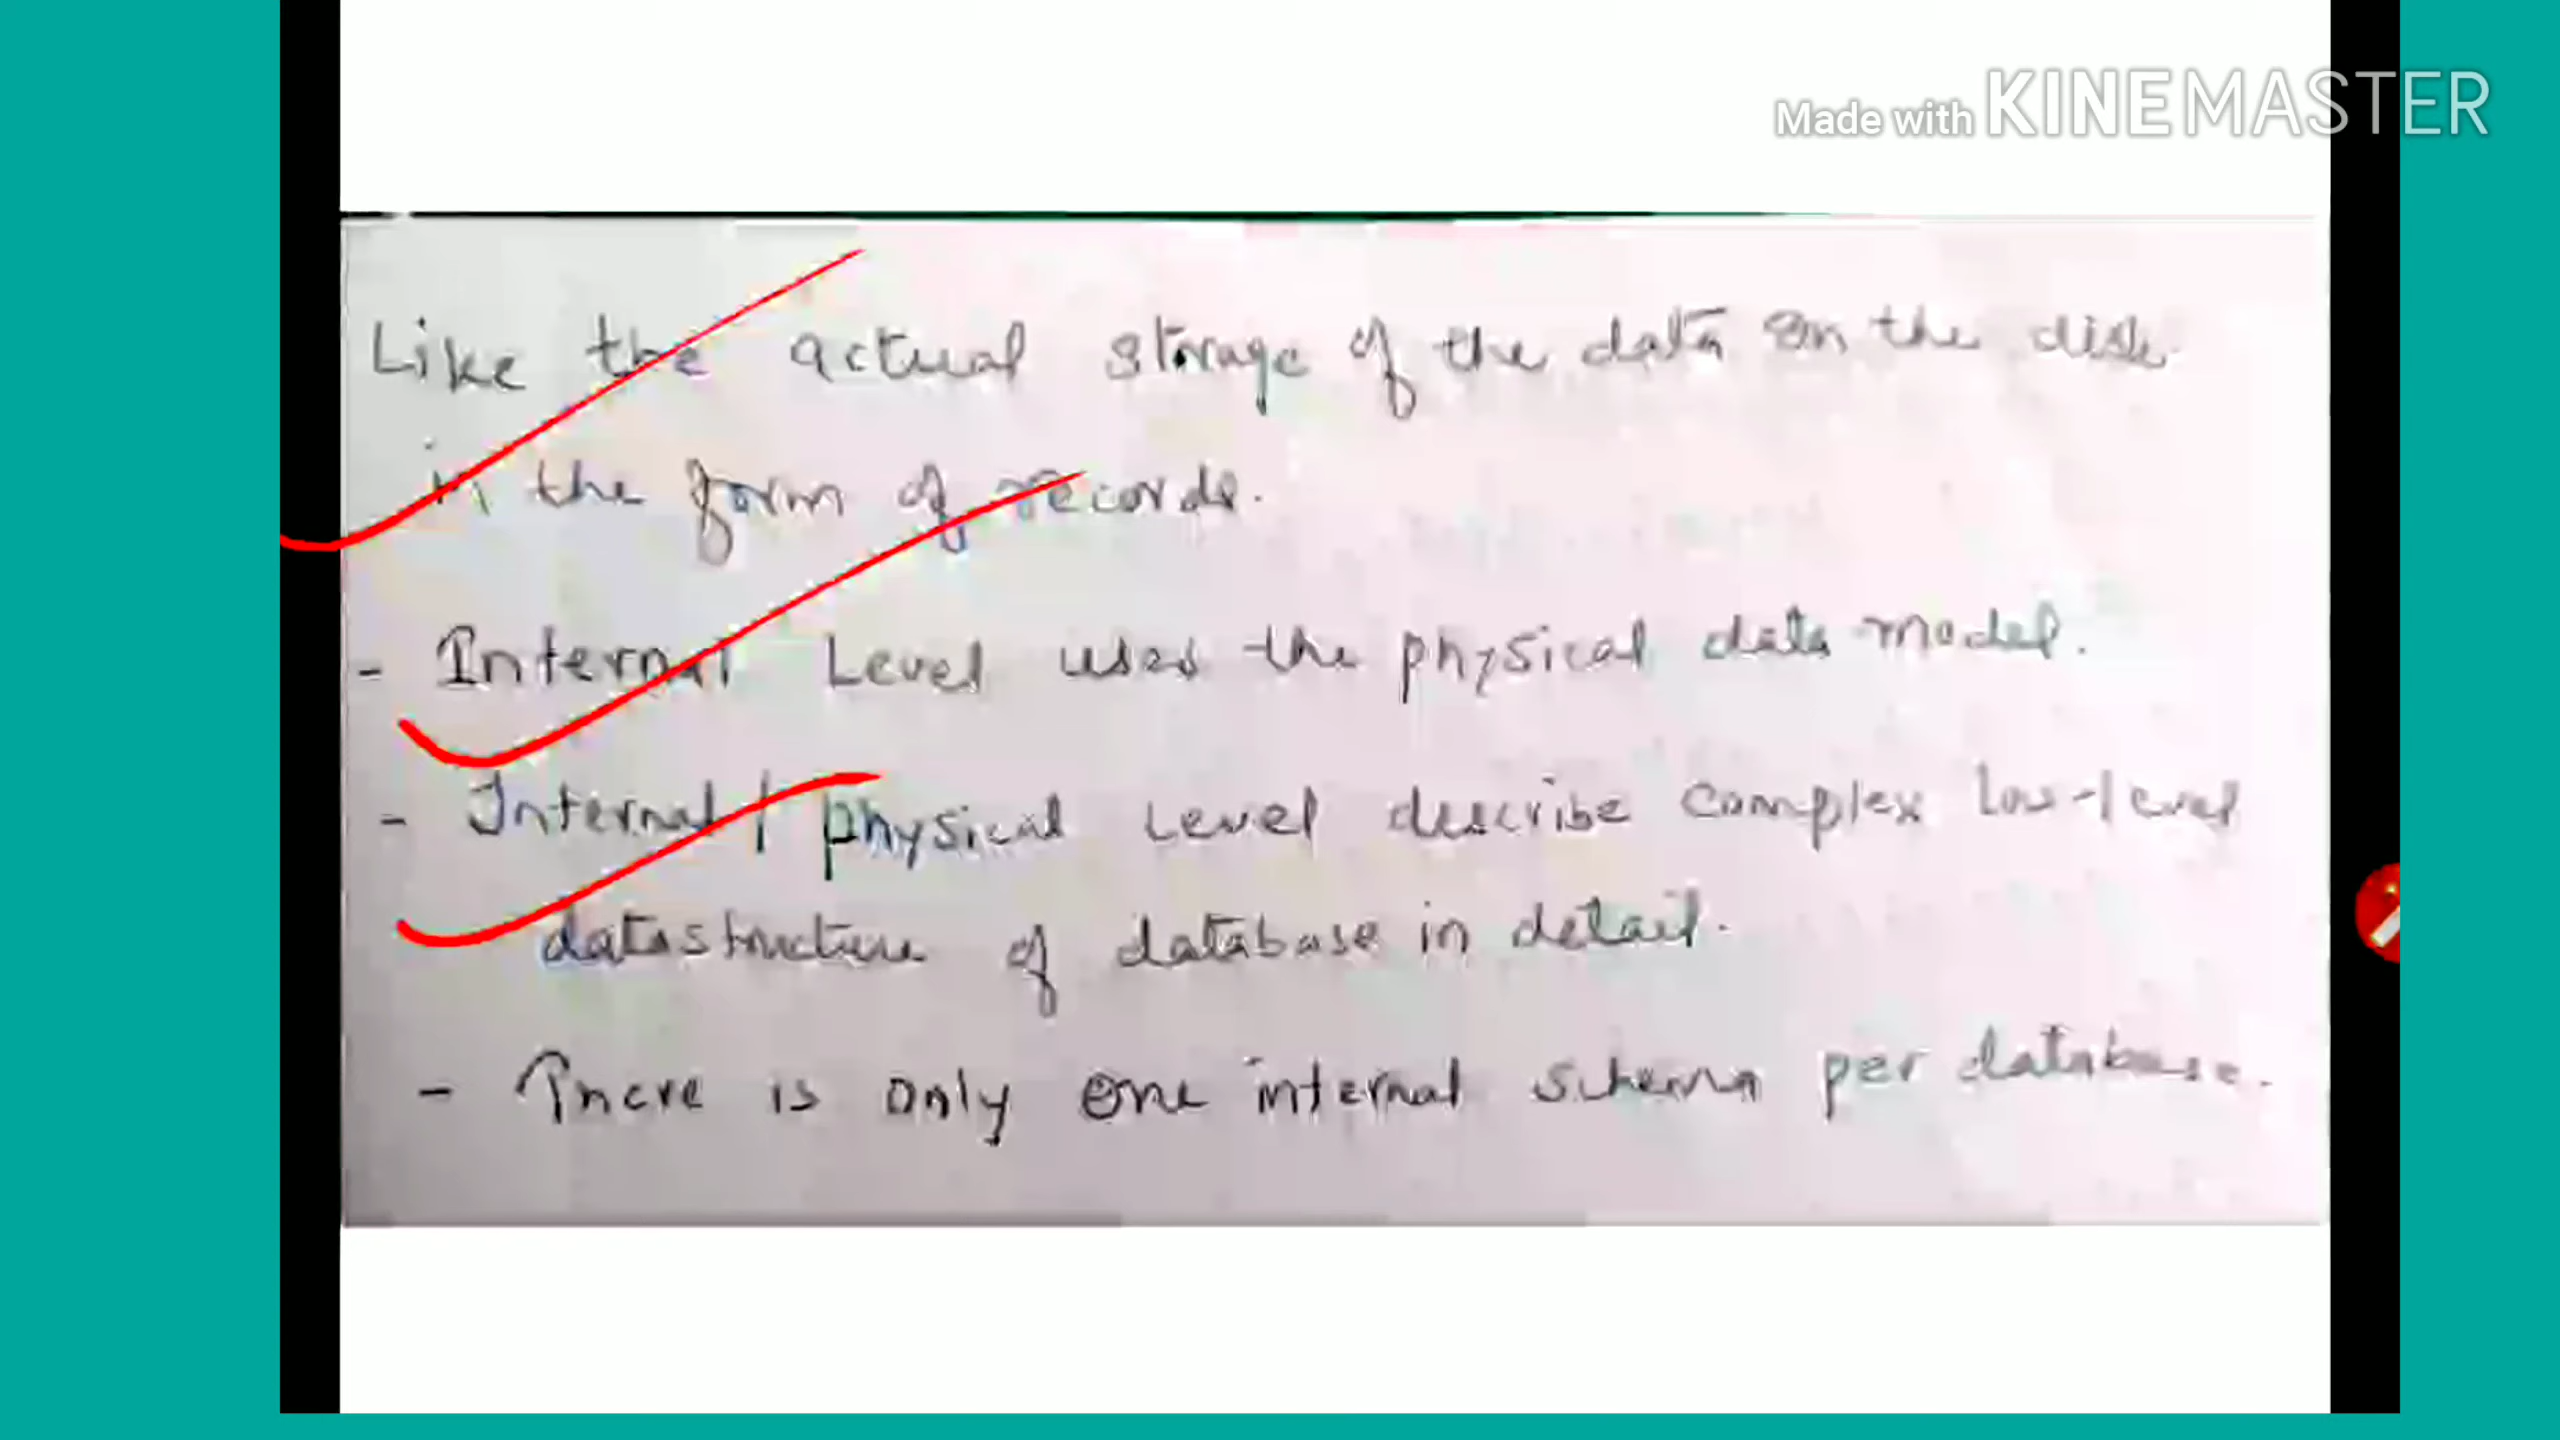 Made with KINEMASTER
Like the actual storage of the data on the disk
in the form of records.
- Internal Level uses the physical data model.
- Internal / physical Level describe complex low-level
datastructure of database in detail.
- There is only one internal schema per database.